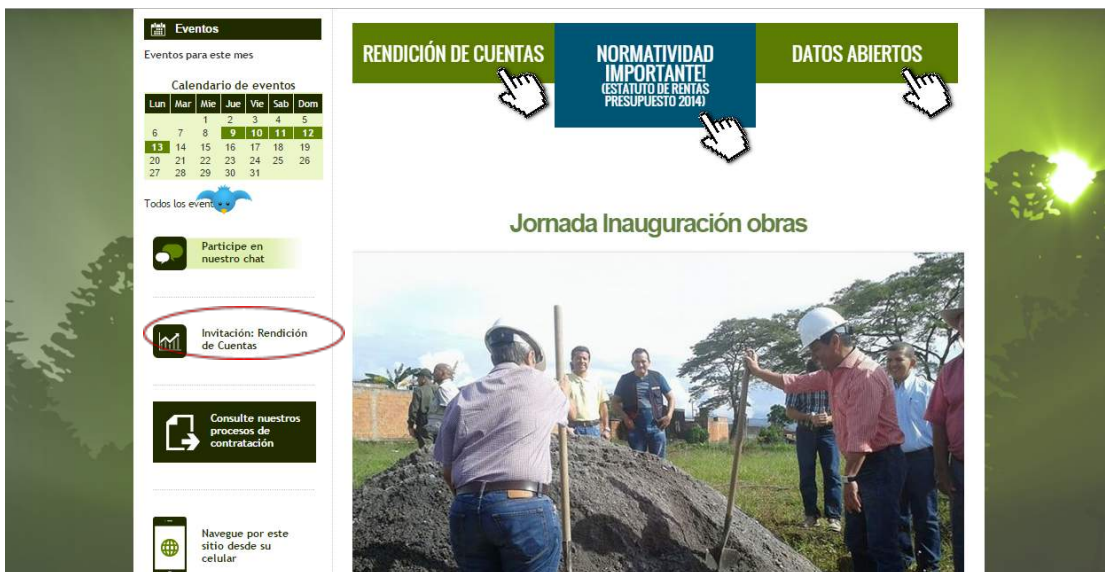 Eventos
Eventos para este mes
Calendario de eventos
Lun Mar Mie Jue Vie Sab Dom
1 2 3 4 5
6 7 8 9 10 11 12
13 14 15 16 17 18 19
20 21 22 23 24 25 26
27 28 29 30 31
Todos los event
Participe en
nuestro chat
Invitación: Rendición
de Cuentas
Consulte nuestros
procesos de
contratación
Navegue por este
sitio desde su
celular
RENDICIÓN DE CUENTAS
NORMATIVIDAD
IMPORTANTE!
(ESTATUTO DE RENTAS
PRESUPUESTO 2014)
DATOS ABIERTOS
Jornada Inauguración obras